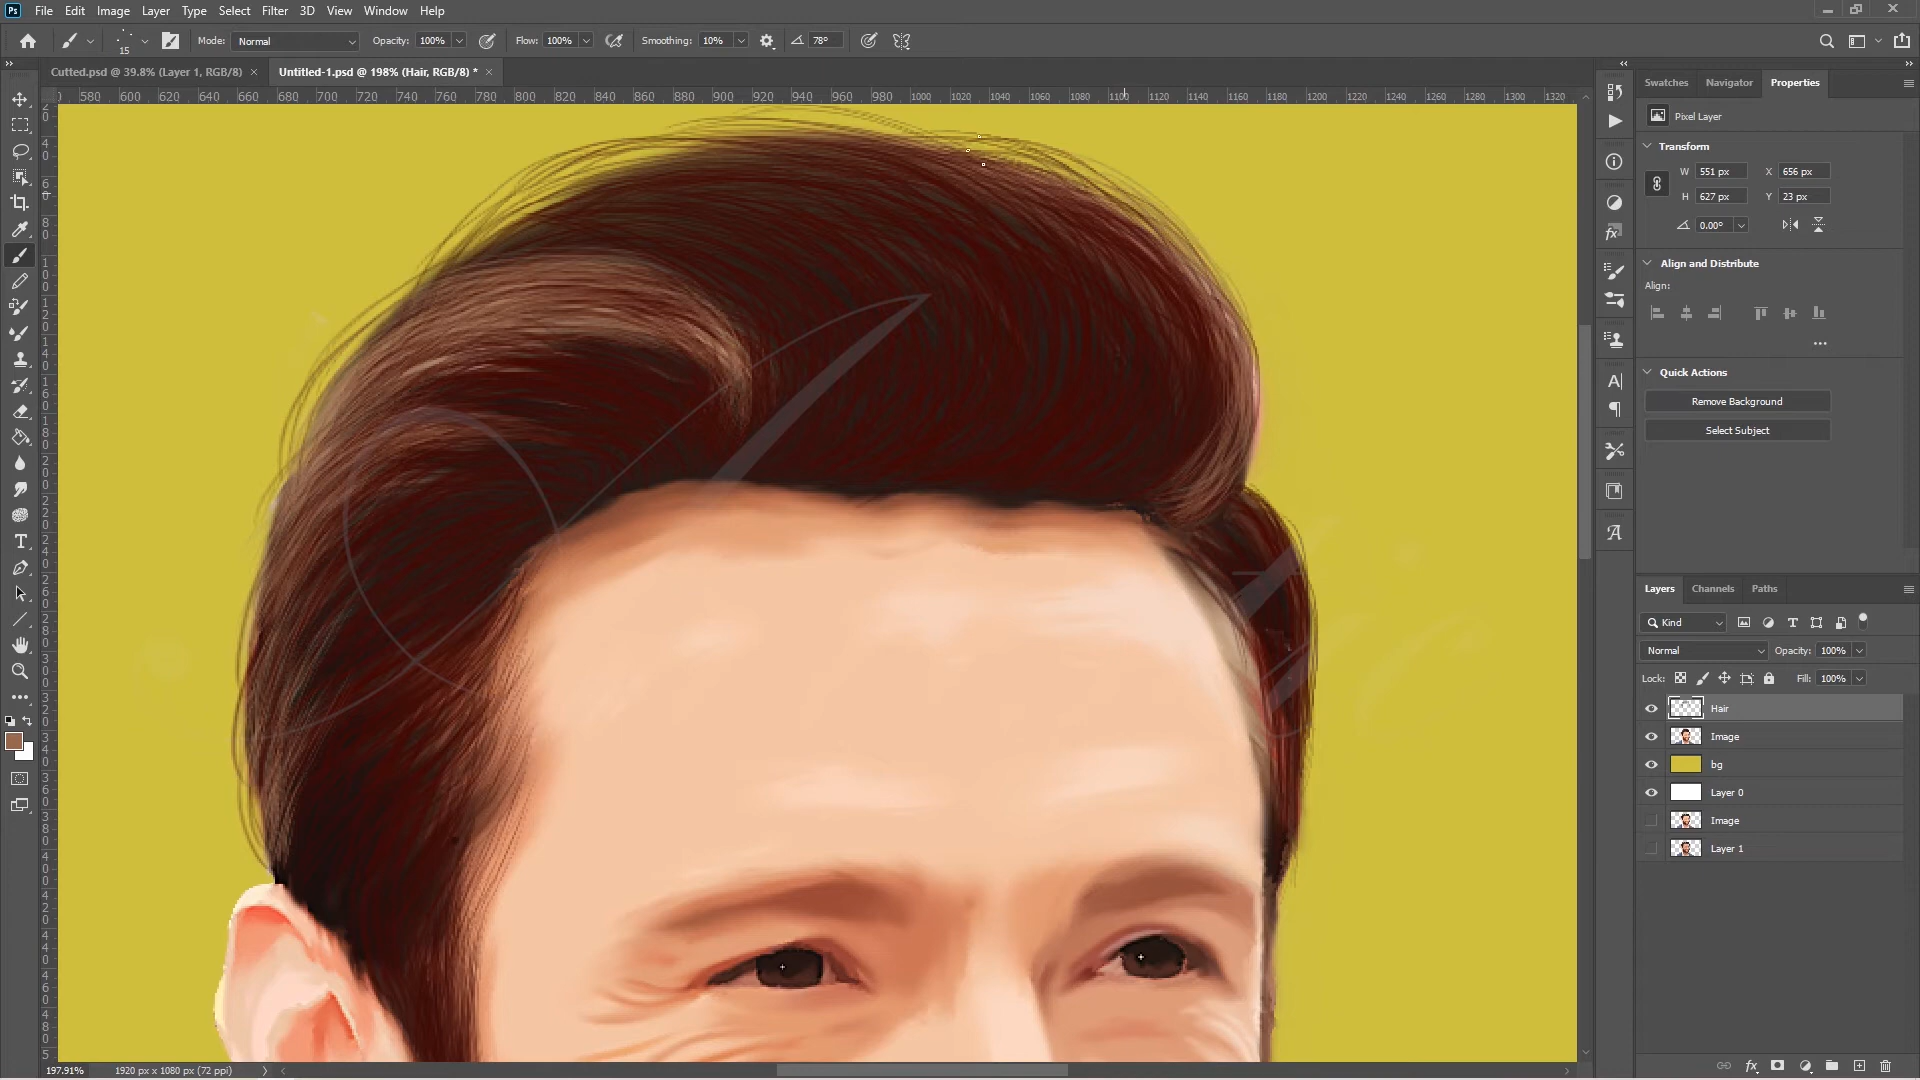 Ps File Edit Image Layer Type Select Filter 3D View Window Help
15 Mode: Normal Opacity: 100% Flow: 100% Smoothing: 10% 78°
Cutted.psd @ 39.8% (Layer 1, RGB/8) × Untitled-1.psd @ 198% (Hair, RGB/8) * ×
580 600 620 640 660 680 700 720 740 760 780 800 820 840 860 880 900 920 940 960 980 1000 1020 1040 1060 1080 1100 1120 1140 1160 1180 1200 1220 1240 1260 1280 1300 1320
Swatches Navigator Properties
Pixel Layer
Transform
W 551 px X 656 px
H 627 px Y 23 px
0.00°
Align and Distribute
Align:
Quick Actions
Remove Background
Select Subject
Layers Channels Paths
Kind
Normal Opacity: 100%
Lock: Fill: 100%
Hair
Image
bg
Layer 0
Image
Layer 1
197.91% 1920 px x 1080 px (72 ppi)